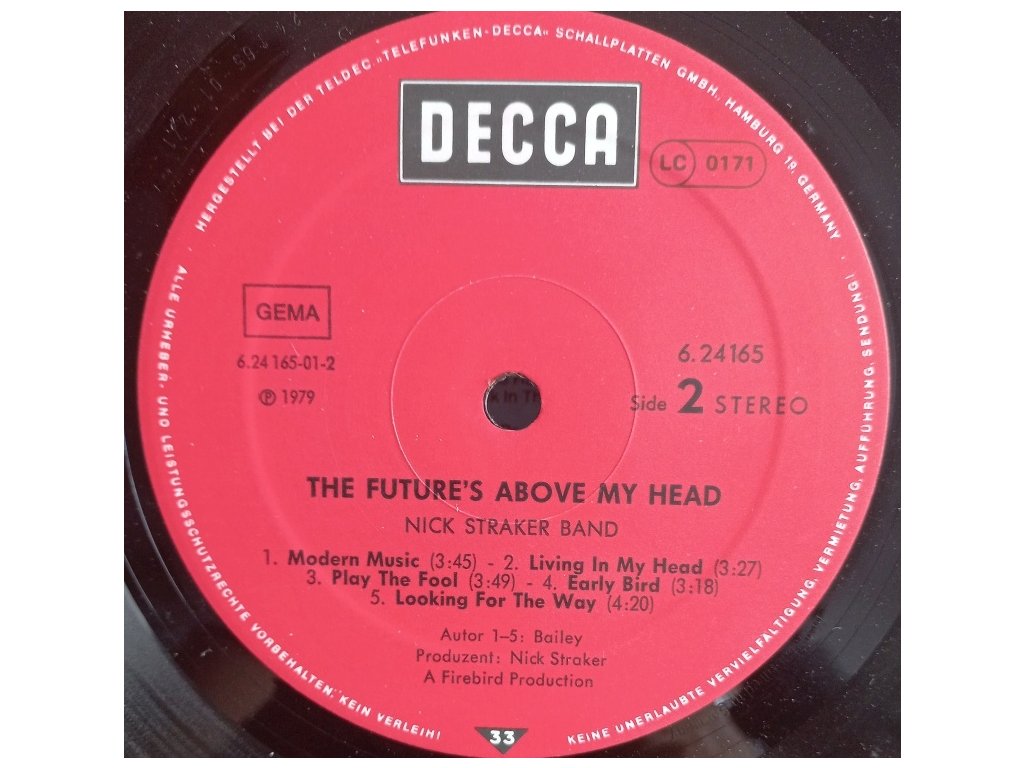 HERGESTELLT BEI DER TELDEC »TELEFUNKEN-DECCA« SCHALLPLATTEN GMBH., HAMBURG 19, GERMANY
DECCA
LC 0171
GEMA
6.24165-01-2
℗ 1979
6.24165
Side 2 STEREO
THE FUTURE'S ABOVE MY HEAD
NICK STRAKER BAND
1. Modern Music (3:45) - 2. Living In My Head (3:27)
3. Play The Fool (3:49) - 4. Early Bird (3:18)
5. Looking For The Way (4:20)
Autor 1–5: Bailey
Produzent: Nick Straker
A Firebird Production
33
ALLE URHEBER- UND LEISTUNGSSCHUTZRECHTE VORBEHALTEN, KEIN VERLEIH!
KEINE UNERLAUBTE VERVIELFÄLTIGUNG, VERMIETUNG, AUFFÜHRUNG, SENDUNG!